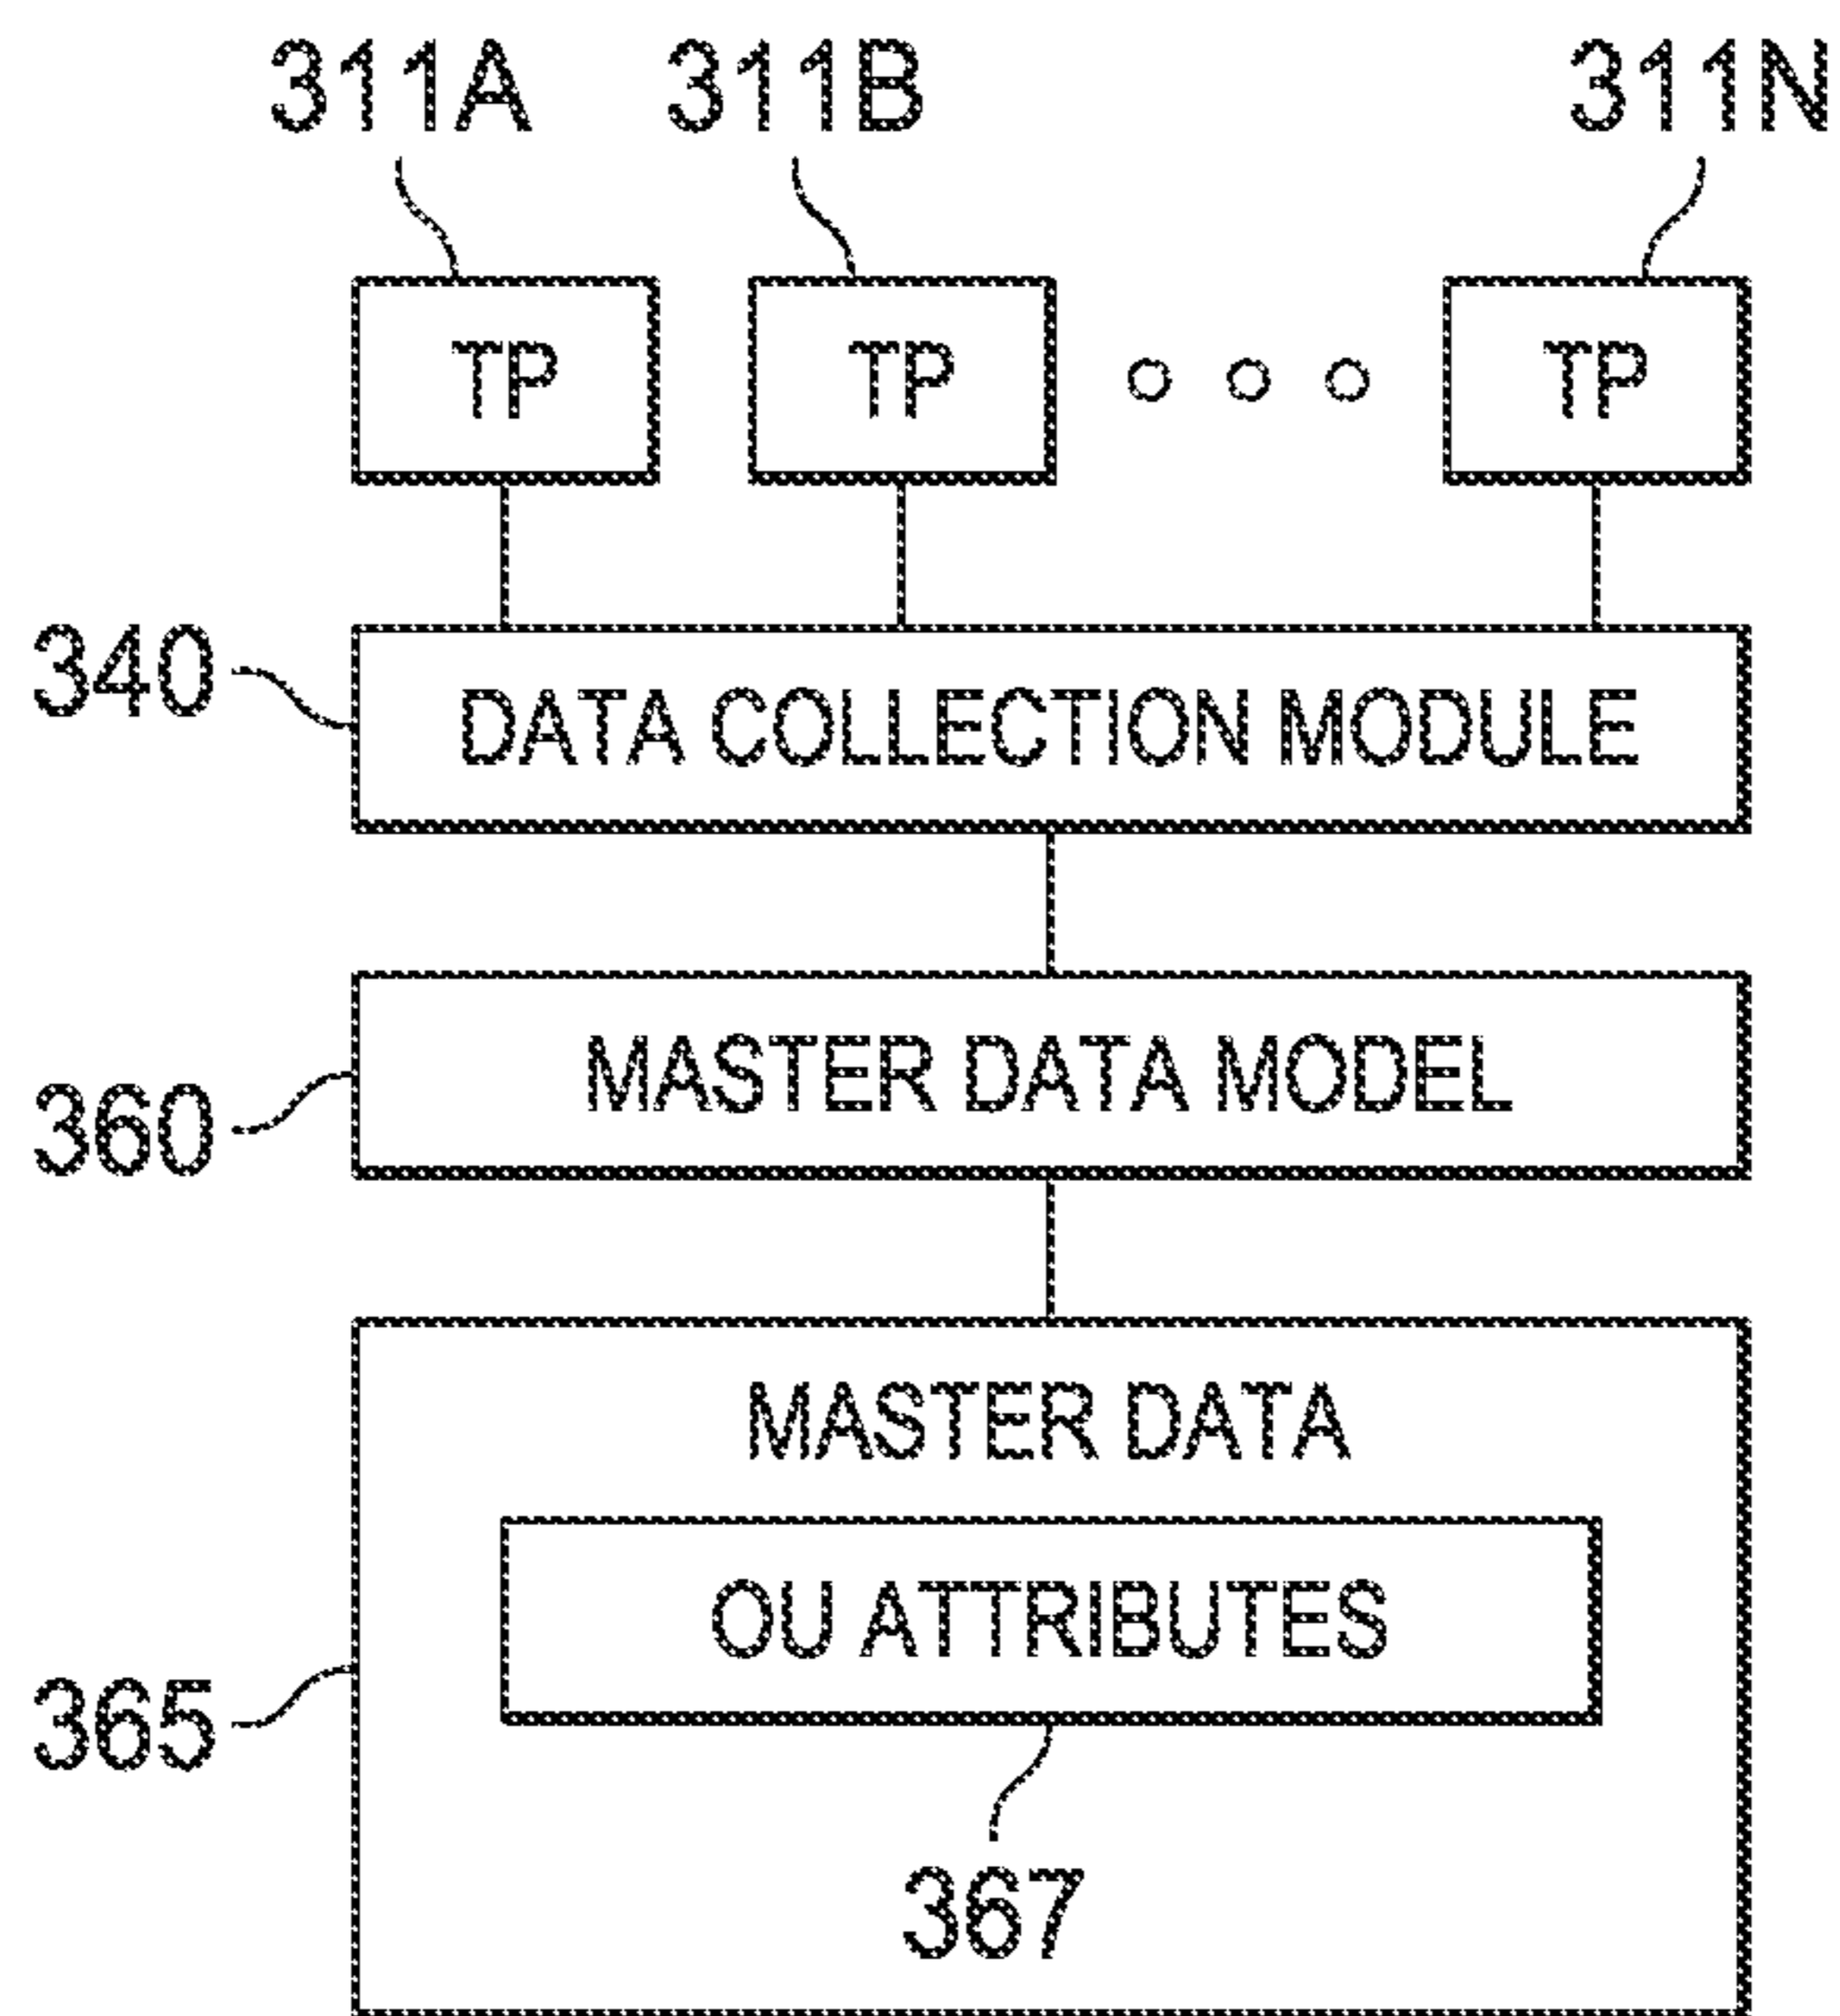 311A 311B 311N
TP TP TP
340
DATA COLLECTION MODULE
360
MASTER DATA MODEL
MASTER DATA
OU ATTRIBUTES
365
367